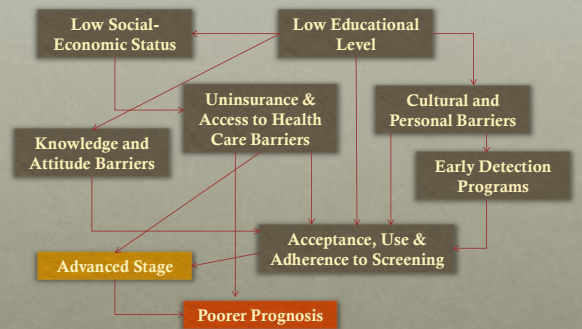 Low Social-
Economic Status
Low Educational
Level
Uninsurance &
Access to Health
Care Barriers
Cultural and
Personal Barriers
Knowledge and
Attitude Barriers
Early Detection
Programs
Acceptance, Use &
Adherence to Screening
Advanced Stage
Poorer Prognosis